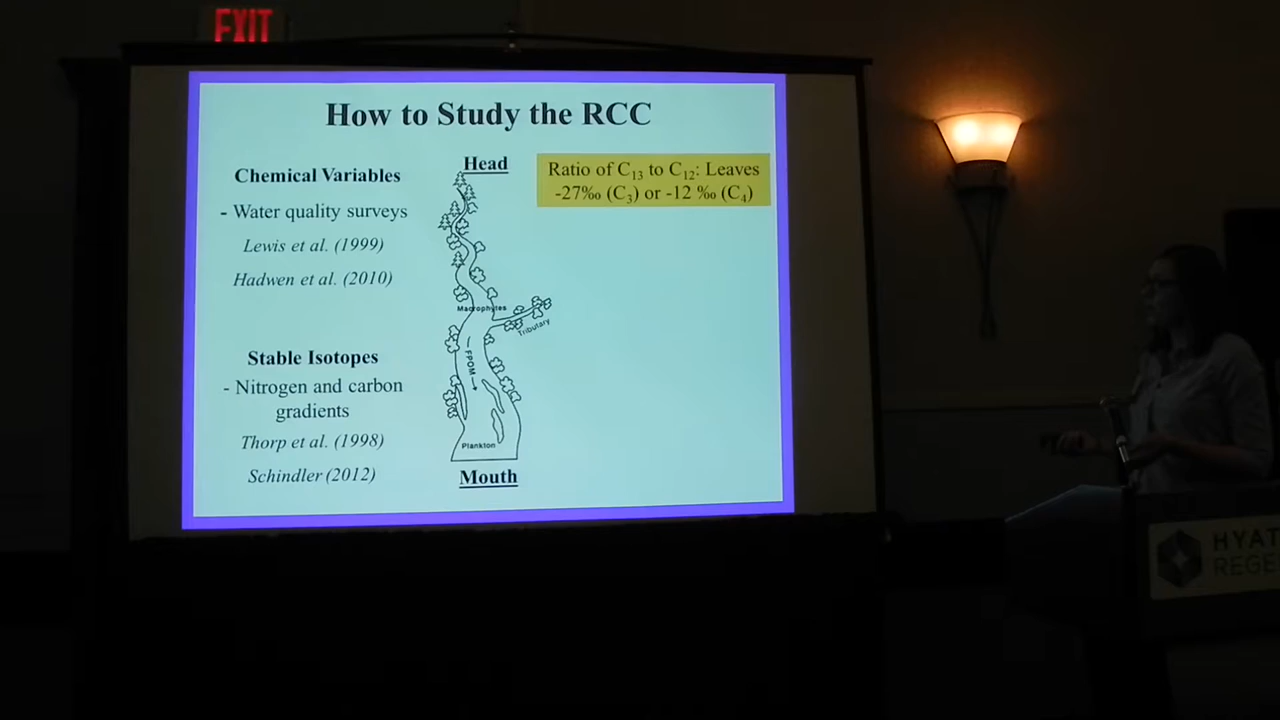 EXIT
How to Study the RCC
Chemical Variables
- Water quality surveys
Lewis et al. (1999)
Hadwen et al. (2010)
Stable Isotopes
- Nitrogen and carbon
gradients
Thorp et al. (1998)
Schindler (2012)
Head
Macrophytes
Tributary
FPOM
Plankton
Mouth
Ratio of C13 to C12: Leaves
-27‰ (C3) or -12 ‰ (C4)
HYAT
REGE